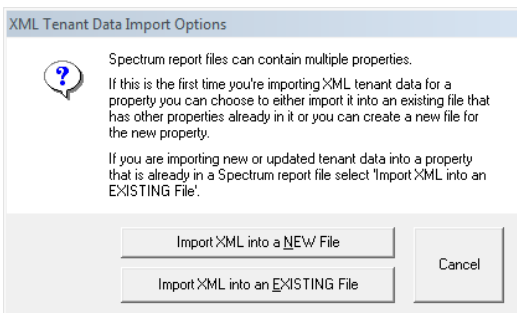 XML Tenant Data Import Options
Spectrum report files can contain multiple properties.
If this is the first time you're importing XML tenant data for a
property you can choose to either import it into an existing file that
has other properties already in it or you can create a new file for
the new property.
If you are importing new or updated tenant data into a property
that is already in a Spectrum report file select 'Import XML into an
EXISTING File'.
Import XML into a NEW File
Import XML into an EXISTING File
Cancel